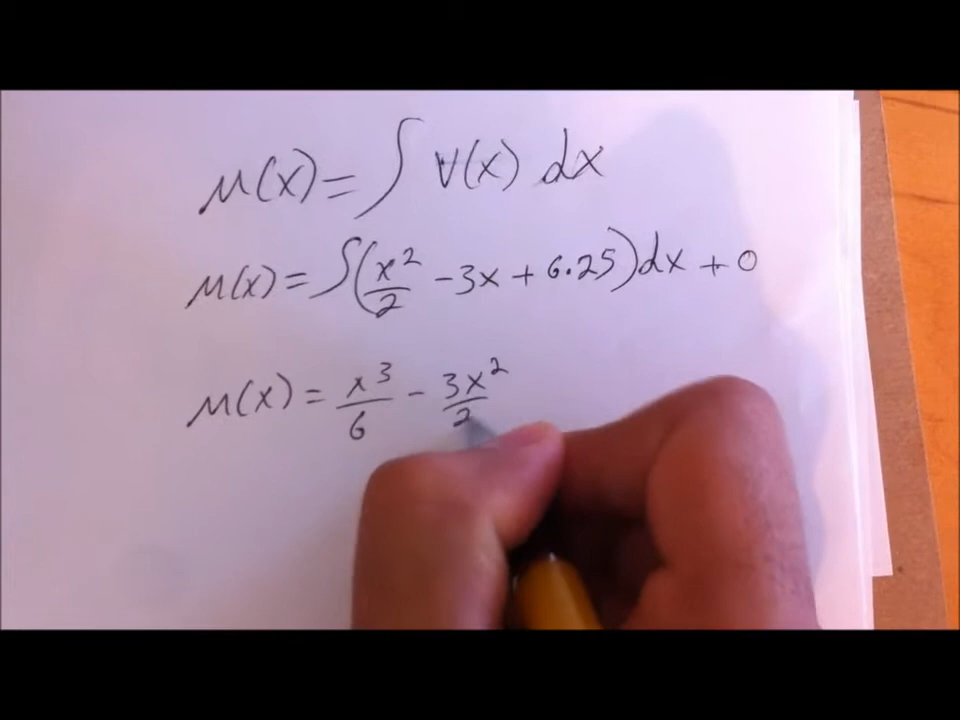 μ(x) = ∫ V(x) dx
μ(x) = ∫(x²/2 - 3x + 6.25)dx + 0
μ(x) = x³/6 - 3x²/2